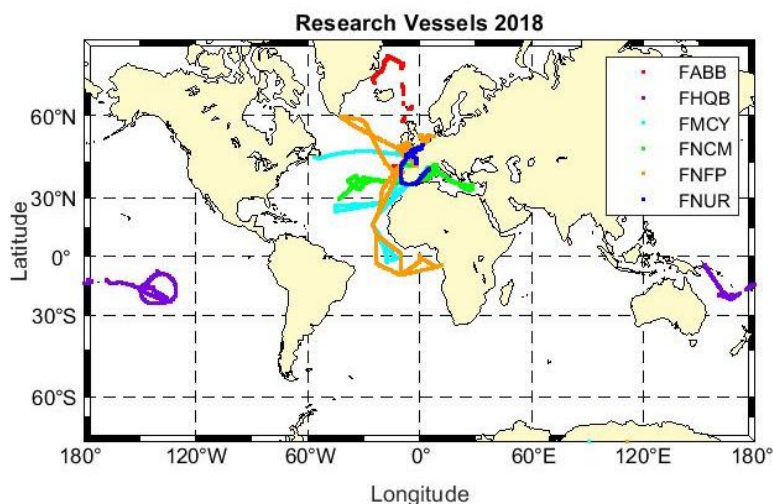 Research Vessels 2018
FABB
FHQB
FMCY
FNCM
FNFP
FNUR
60°N
30°N
0°
30°S
60°S
Latitude
180°
120°W
60°W
0°E
60°E
120°E
180°
Longitude